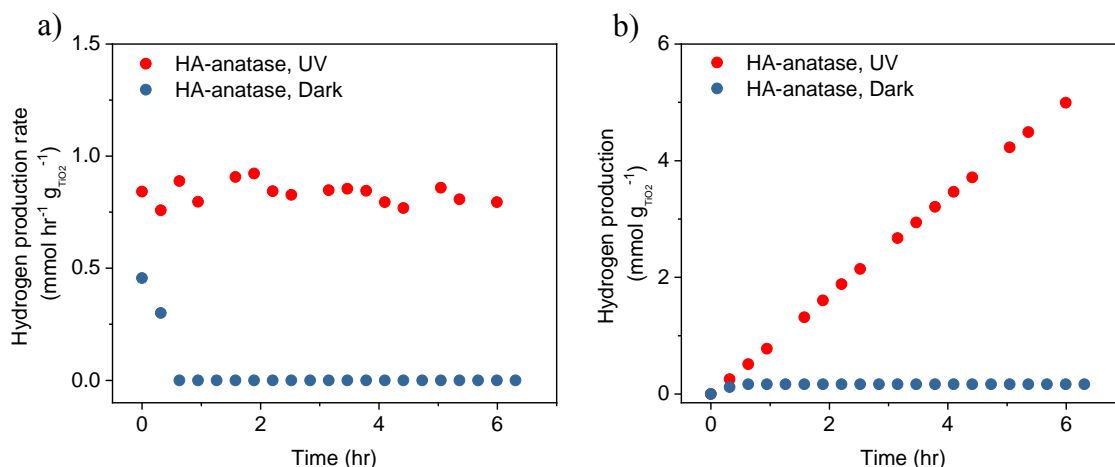 a)
HA-anatase, UV
HA-anatase, Dark
Hydrogen production rate
(mmol hr⁻¹ g_TiO2⁻¹)
1.5
1.0
0.5
0.0
0 2 4 6
Time (hr)
b)
HA-anatase, UV
HA-anatase, Dark
Hydrogen production
(mmol g_TiO2⁻¹)
6
4
2
0
0 2 4 6
Time (hr)